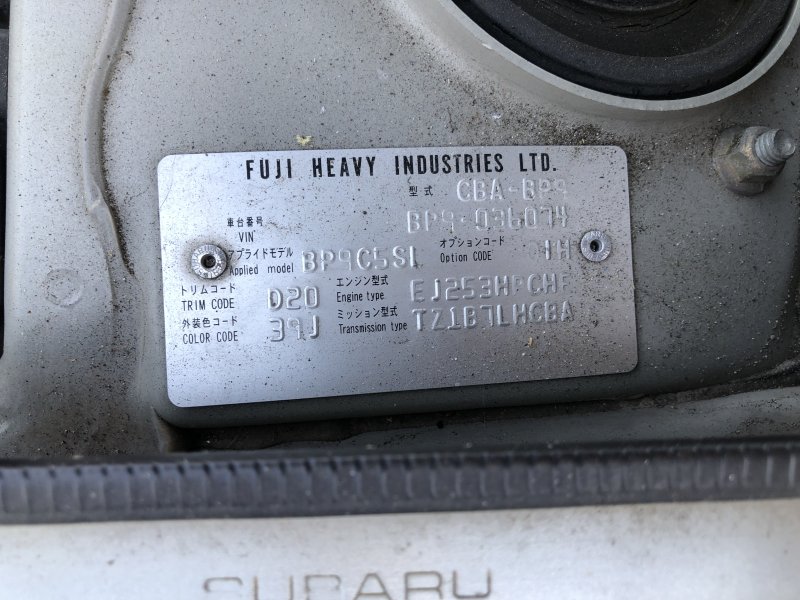 FUJI HEAVY INDUSTRIES LTD.
型式 CBA-BP9
車台番号 VIN BP9-036074
アプライドモデル Applied model BP9C5SL オプションコード Option CODE IH
トリムコード TRIM CODE D20 エンジン型式 Engine type EJ253HPCHF
外装色コード COLOR CODE 39J ミッション型式 Transmission type TZ1B7LHCBA
SUBARU